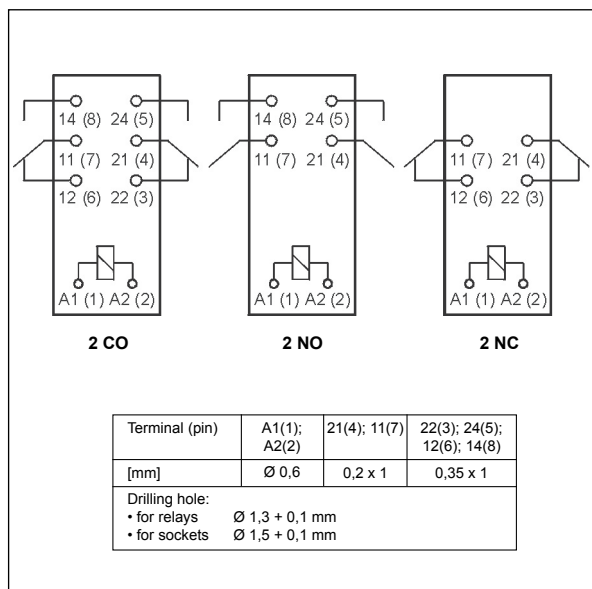 14 (8) 24 (5)
11 (7) 21 (4)
12 (6) 22 (3)
A1 (1) A2 (2)
2 CO
14 (8) 24 (5)
11 (7) 21 (4)
A1 (1) A2 (2)
2 NO
11 (7) 21 (4)
12 (6) 22 (3)
A1 (1) A2 (2)
2 NC
Terminal (pin) A1(1); 21(4); 11(7) 22(3); 24(5);
A2(2) 12(6); 14(8)
[mm] Ø 0,6 0,2 x 1 0,35 x 1
Drilling hole:
• for relays Ø 1,3 + 0,1 mm
• for sockets Ø 1,5 + 0,1 mm